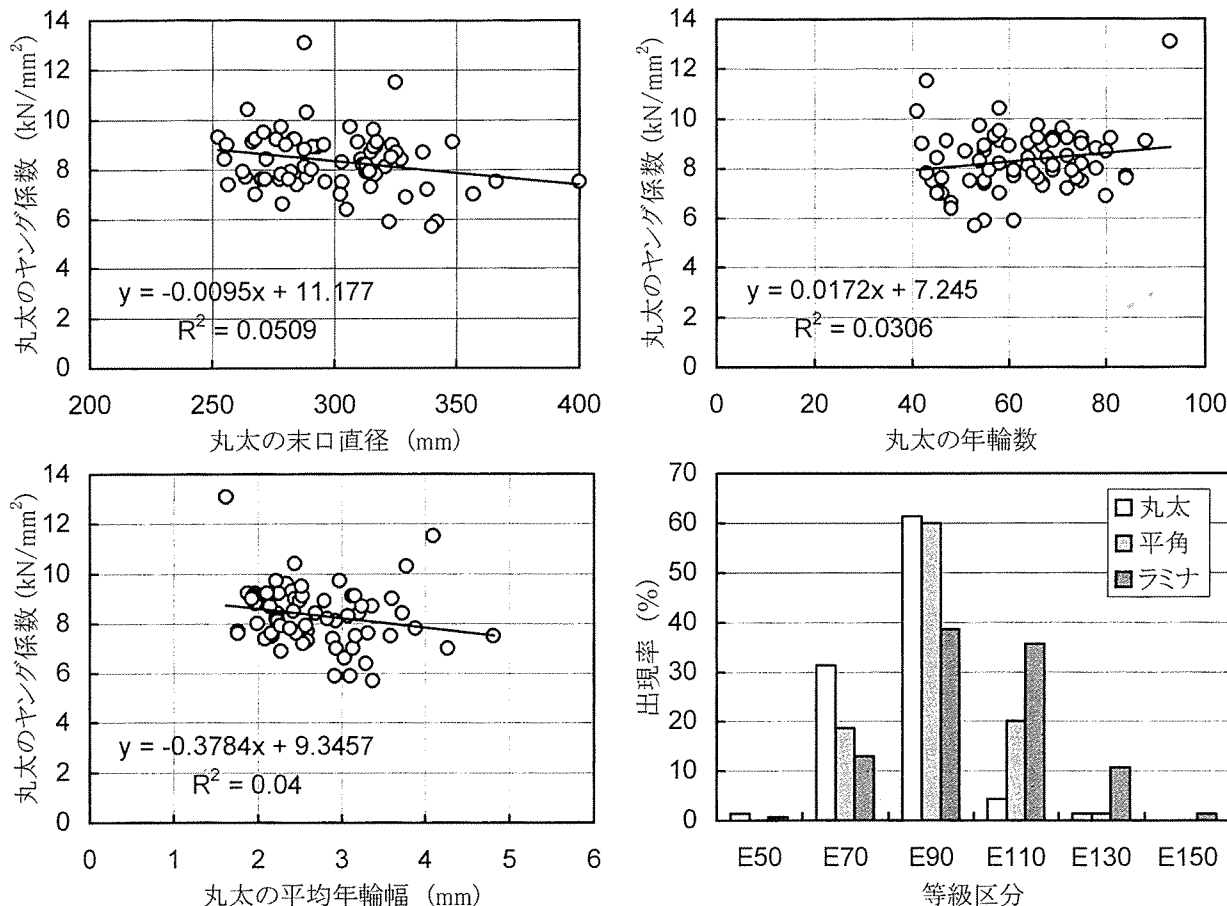 丸太のヤング係数 (kN/mm²)
14
12
10
8
6
4
2
0
y = -0.0095x + 11.177
R² = 0.0509
200 250 300 350 400
丸太の末口直径 (mm)
丸太のヤング係数 (kN/mm²)
14
12
10
8
6
4
2
0
y = 0.0172x + 7.245
R² = 0.0306
0 20 40 60 80 100
丸太の年輪数
丸太のヤング係数 (kN/mm²)
14
12
10
8
6
4
2
0
y = -0.3784x + 9.3457
R² = 0.04
0 1 2 3 4 5 6
丸太の平均年輪幅 (mm)
出現率 (%)
70
60
50
40
30
20
10
0
丸太
平角
ラミナ
E50 E70 E90 E110 E130 E150
等級区分